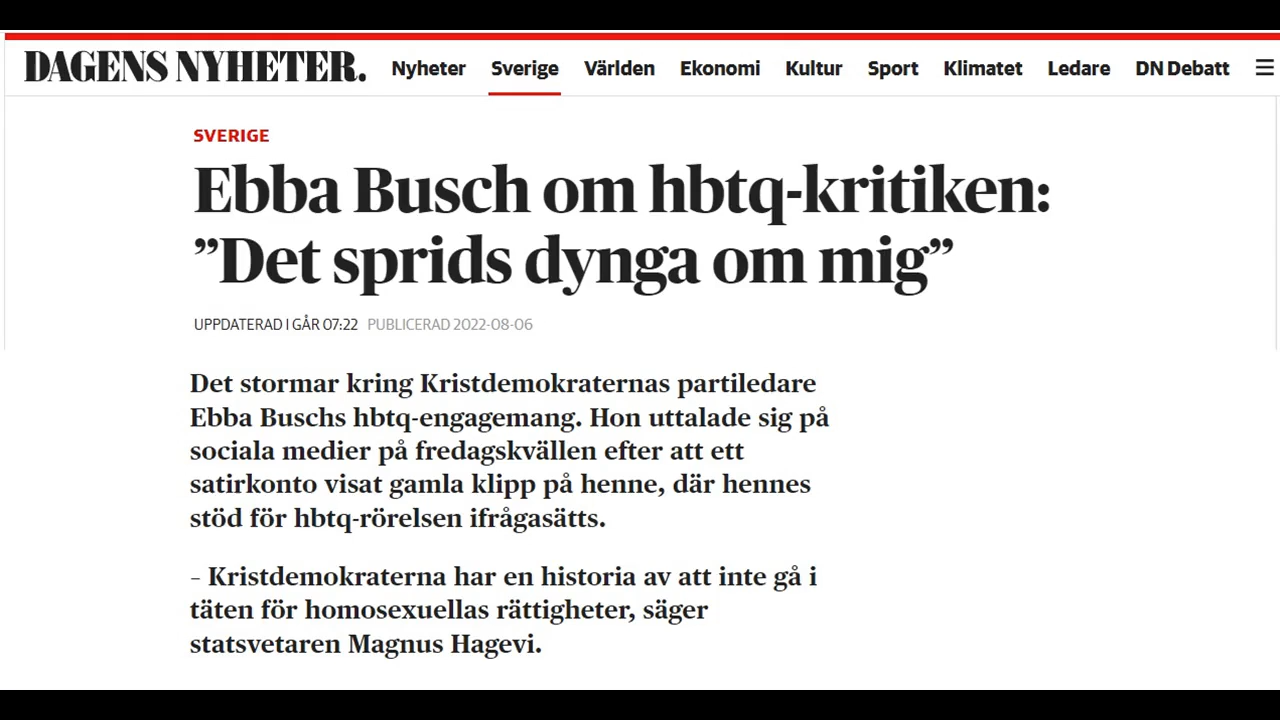 DAGENS NYHETER. Nyheter Sverige Världen Ekonomi Kultur Sport Klimatet Ledare DN Debatt
SVERIGE
Ebba Busch om hbtq-kritiken:
”Det sprids dynga om mig”
UPPDATERAD I GÅR 07:22 PUBLICERAD 2022-08-06
Det stormar kring Kristdemokraternas partiledare
Ebba Buschs hbtq-engagemang. Hon uttalade sig på
sociala medier på fredagskvällen efter att ett
satirkonto visat gamla klipp på henne, där hennes
stöd för hbtq-rörelsen ifrågasätts.
– Kristdemokraterna har en historia av att inte gå i
täten för homosexuellas rättigheter, säger
statsvetaren Magnus Hagevi.